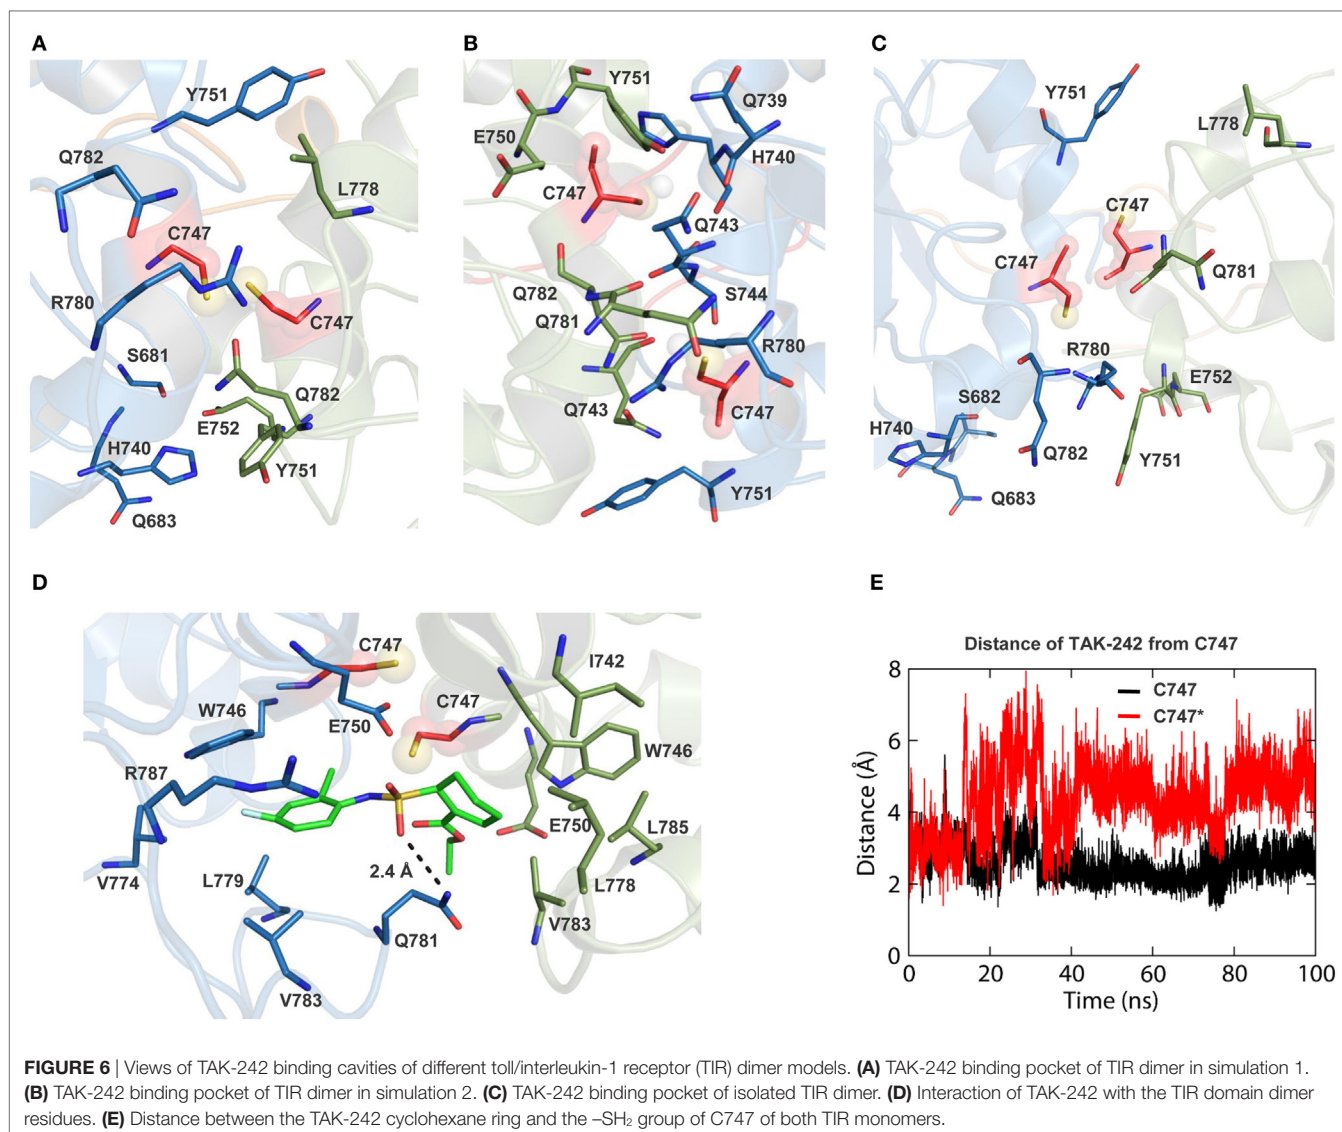 A
Y751
Q782
L778
C747
R780
C747
S681
Q782
E752
H740
Y751
Q683
B
Y751
Q739
E750
H740
C747
Q743
Q782
S744
Q781
R780
Q743
C747
Y751
C
Y751
L778
C747
C747
Q781
R780
E752
S682
H740
Q782
Y751
Q683
D
C747
I742
C747
W746
E750
W746
R787
E750
L785
2.4 Å
V774
L779
L778
V783
Q781
V783
E
Distance of TAK-242 from C747
C747
C747*
8
6
4
2
0
Distance (Å)
0 20 40 60 80 100
Time (ns)
FIGURE 6 | Views of TAK-242 binding cavities of different toll/interleukin-1 receptor (TIR) dimer models. (A) TAK-242 binding pocket of TIR dimer in simulation 1.
(B) TAK-242 binding pocket of TIR dimer in simulation 2. (C) TAK-242 binding pocket of isolated TIR dimer. (D) Interaction of TAK-242 with the TIR domain dimer
residues. (E) Distance between the TAK-242 cyclohexane ring and the –SH₂ group of C747 of both TIR monomers.